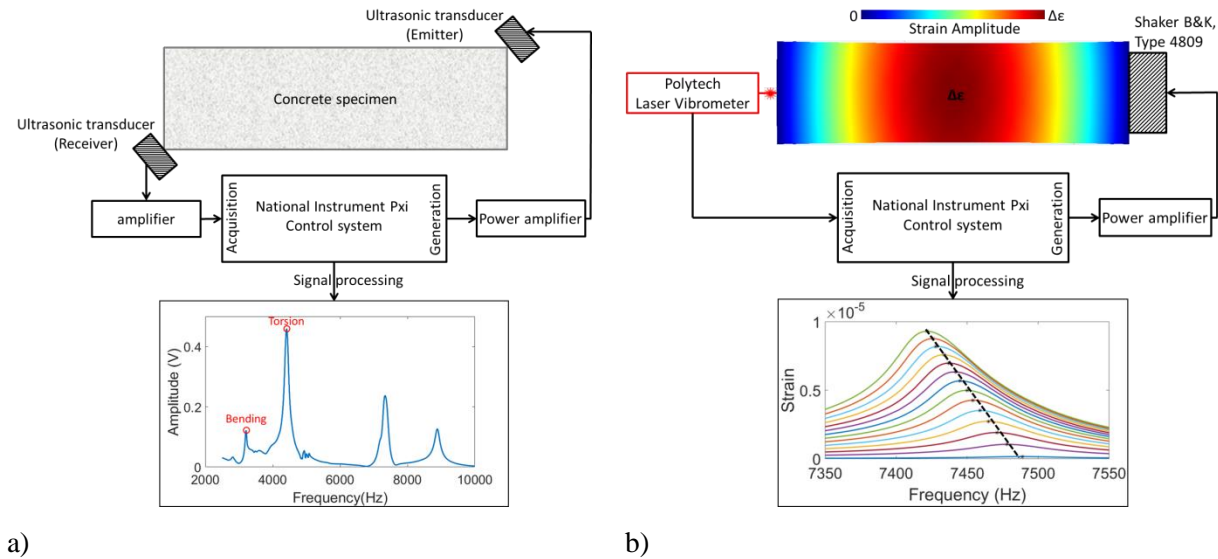 Ultrasonic transducer
(Emitter)
Concrete specimen
Ultrasonic transducer
(Receiver)
amplifier
Acquisition
National Instrument Pxi
Control system
Generation
Power amplifier
Signal processing
Torsion
Bending
Amplitude (V)
0.4
0.2
0
2000 4000 6000 8000 10000
Frequency(Hz)
a)
0 Δε
Strain Amplitude
Shaker B&K,
Type 4809
Polytech
Laser Vibrometer
Δε
Acquisition
National Instrument Pxi
Control system
Generation
Power amplifier
Signal processing
×10⁻⁵
1
0.5
0
Strain
7350 7400 7450 7500 7550
Frequency (Hz)
b)